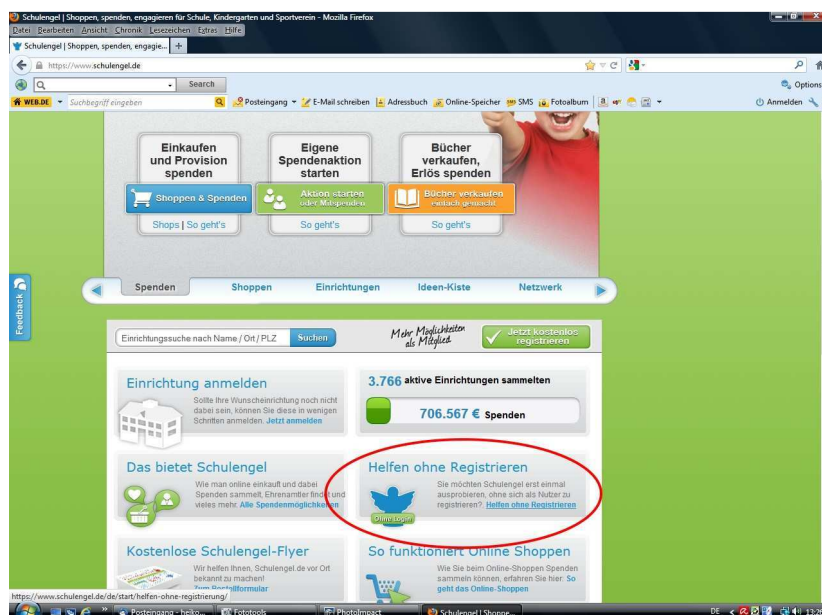 Schulengel | Shoppen, spenden, engagieren für Schule, Kindergarten und Sportverein - Mozilla Firefox
Datei Bearbeiten Ansicht Chronik Lesezeichen Extras Hilfe
Schulengel | Shoppen, spenden, engagie... +
https://www.schulengel.de
Search Options
WEB.DE Suchbegriff eingeben Posteingang E-Mail schreiben Adressbuch Online-Speicher SMS Fotoalbum Anmelden
Einkaufen und Provision spenden
Shoppen & Spenden
Shops | So geht's
Eigene Spendenaktion starten
Aktion starten oder Mitspenden
So geht's
Bücher verkaufen, Erlös spenden
Bücher verkaufen einfach gemacht
So geht's
Feedback
Spenden Shoppen Einrichtungen Ideen-Kiste Netzwerk
Einrichtungssuche nach Name / Ort / PLZ Suchen
Mehr Möglichkeiten
als Mitglied
Jetzt kostenlos
registrieren
Einrichtung anmelden
Sollte Ihre Wunscheinrichtung noch nicht
dabei sein, können Sie diese in wenigen
Schritten anmelden. Jetzt anmelden
3.766 aktive Einrichtungen sammelten
706.567 € Spenden
Das bietet Schulengel
Wie man online einkauft und dabei
Spenden sammelt, Ehrenamtler findet und
vieles mehr. Alle Spendenmöglichkeiten
Helfen ohne Registrieren
Sie möchten Schulengel erst einmal
ausprobieren, ohne sich als Nutzer zu
registrieren? Helfen ohne Registrieren
Ohne Login
Kostenlose Schulengel-Flyer
Wir helfen Ihnen, Schulengel.de vor Ort
bekannt zu machen!
Zum Bestellformular
So funktioniert Online Shoppen
Wie Sie beim Online-Shoppen Spenden
sammeln können, erfahren Sie hier: So
geht das Online-Shoppen
https://www.schulengel.de/de/start/helfen-ohne-registrierung/
Posteingang - heiko... Fototools PhotoImpact Schulengel | Shoppe... DE 13:26